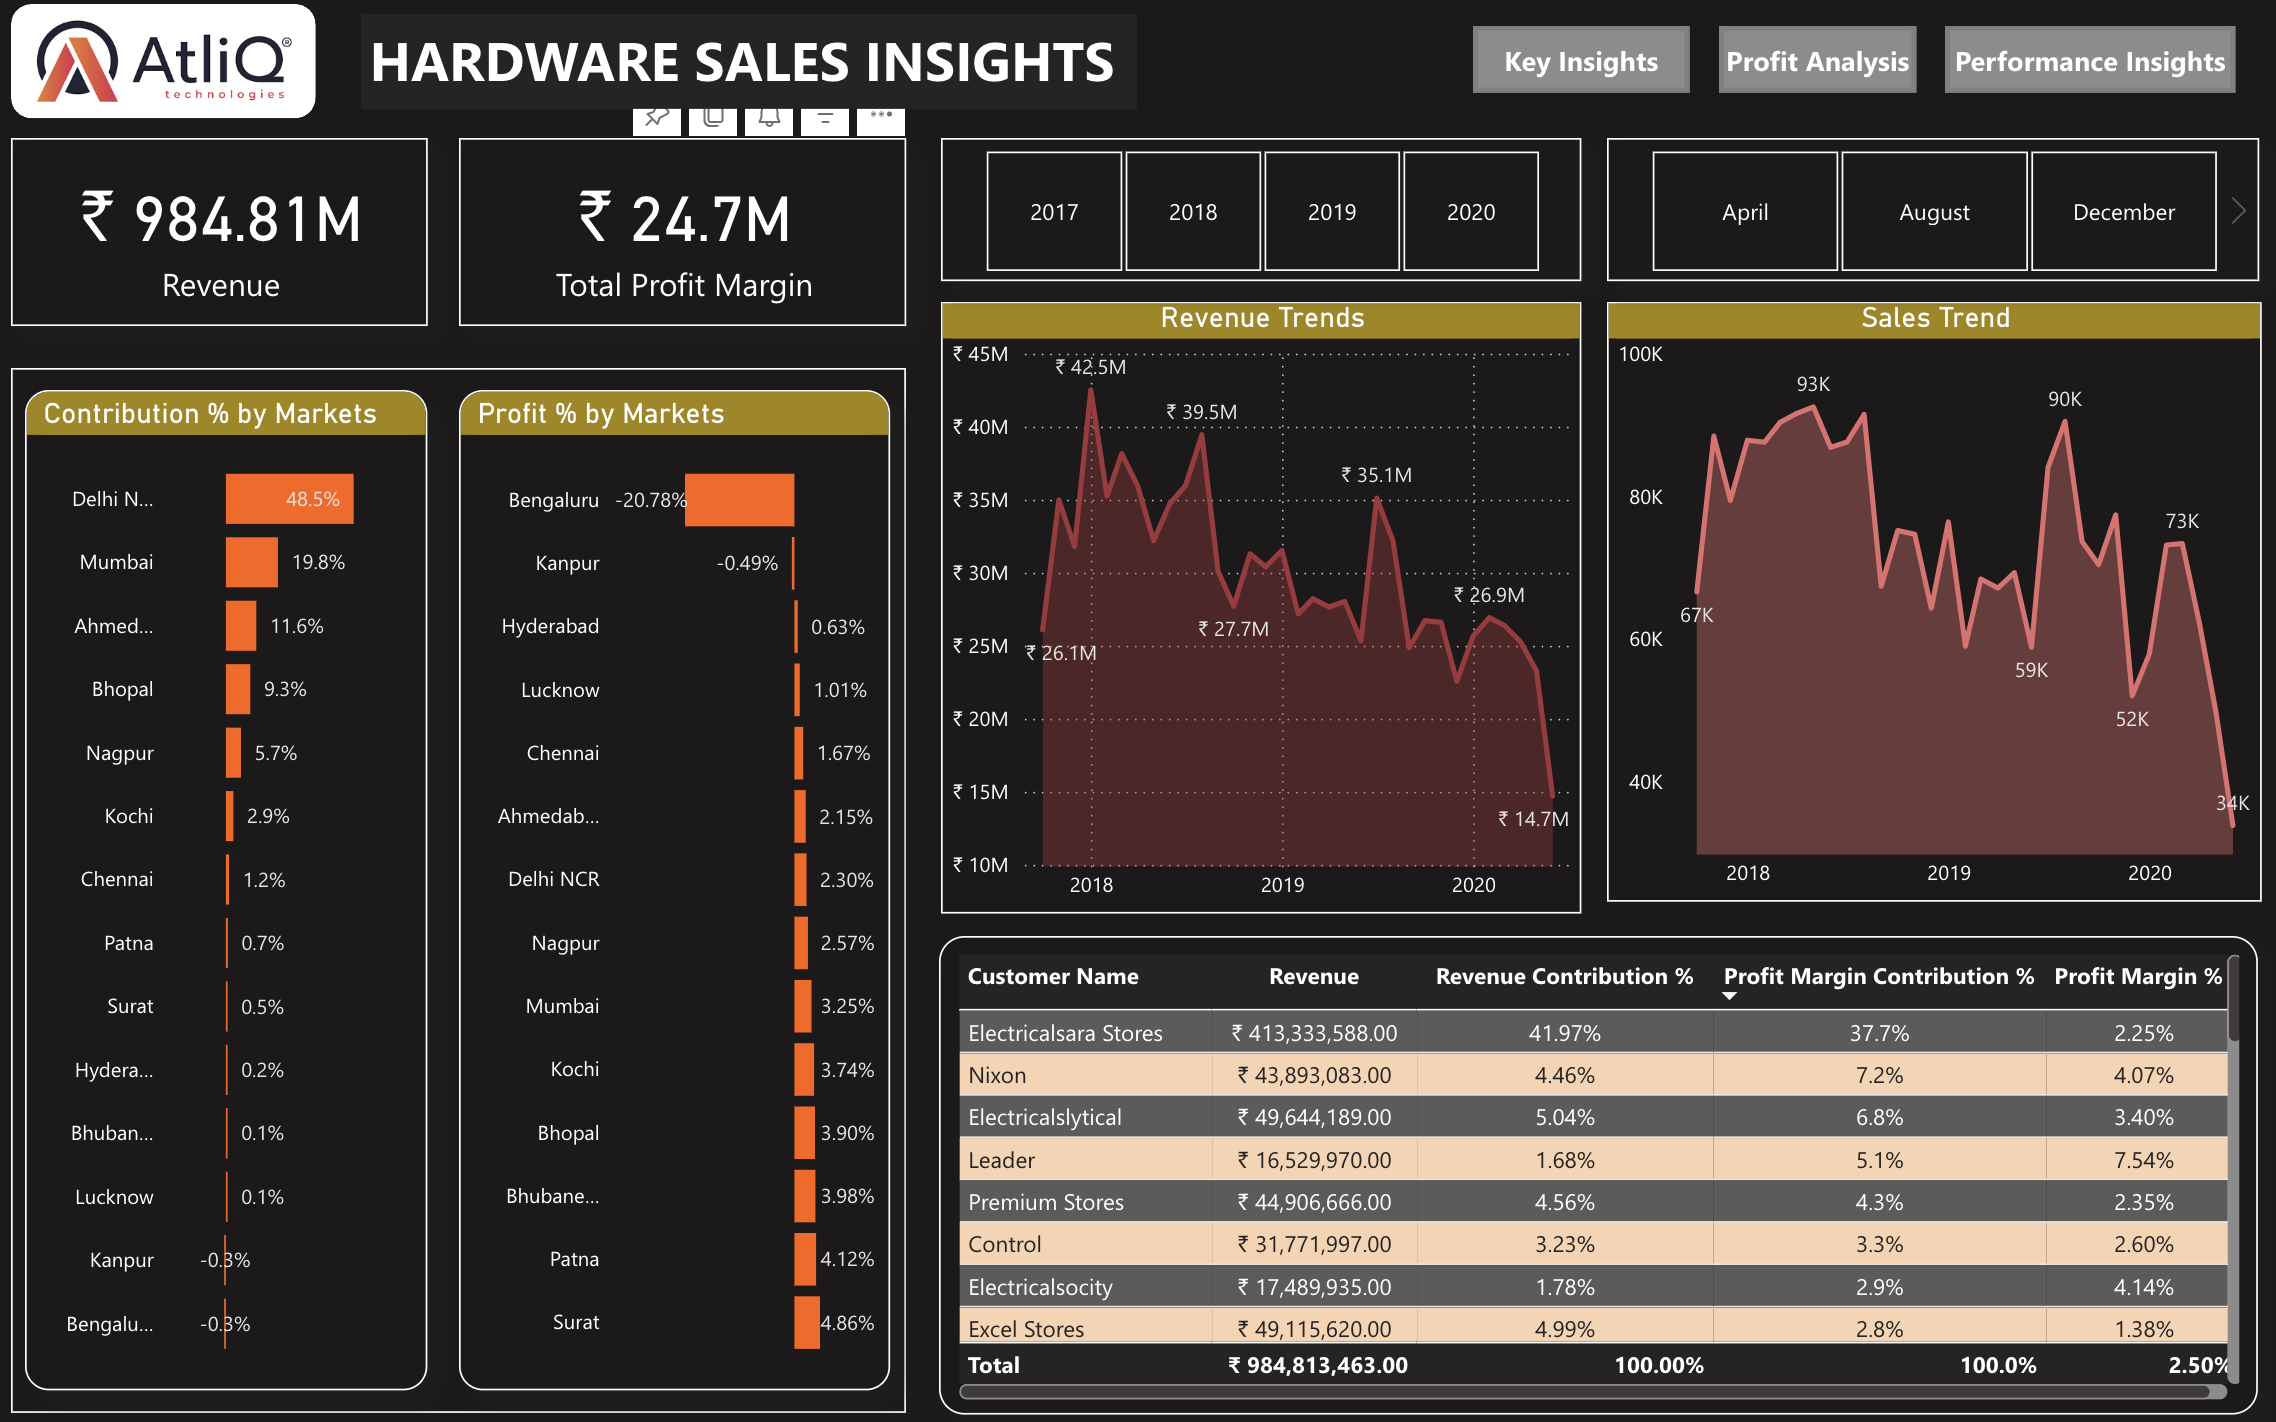 AtliQ®
technologies
HARDWARE SALES INSIGHTS
Key Insights
Profit Analysis
Performance Insights
₹ 984.81M
Revenue
₹ 24.7M
Total Profit Margin
2017
2018
2019
2020
April
August
December
Contribution % by Markets
Delhi N... 48.5%
Mumbai 19.8%
Ahmed... 11.6%
Bhopal 9.3%
Nagpur 5.7%
Kochi 2.9%
Chennai 1.2%
Patna 0.7%
Surat 0.5%
Hydera... 0.2%
Bhuban... 0.1%
Lucknow 0.1%
Kanpur -0.3%
Bengalu... -0.3%
Profit % by Markets
Bengaluru -20.78%
Kanpur -0.49%
Hyderabad 0.63%
Lucknow 1.01%
Chennai 1.67%
Ahmedab... 2.15%
Delhi NCR 2.30%
Nagpur 2.57%
Mumbai 3.25%
Kochi 3.74%
Bhopal 3.90%
Bhubane... 3.98%
Patna 4.12%
Surat 4.86%
Revenue Trends
₹ 45M
₹ 40M
₹ 35M
₹ 30M
₹ 25M
₹ 20M
₹ 15M
₹ 10M
₹ 42.5M
₹ 39.5M
₹ 35.1M
₹ 26.9M
₹ 27.7M
₹ 26.1M
₹ 14.7M
2018 2019 2020
Sales Trend
100K
80K
60K
40K
93K
90K
73K
67K
59K
52K
34K
2018 2019 2020
Customer Name Revenue Revenue Contribution % Profit Margin Contribution % Profit Margin %
Electricalsara Stores ₹ 413,333,588.00 41.97% 37.7% 2.25%
Nixon ₹ 43,893,083.00 4.46% 7.2% 4.07%
Electricalslytical ₹ 49,644,189.00 5.04% 6.8% 3.40%
Leader ₹ 16,529,970.00 1.68% 5.1% 7.54%
Premium Stores ₹ 44,906,666.00 4.56% 4.3% 2.35%
Control ₹ 31,771,997.00 3.23% 3.3% 2.60%
Electricalsocity ₹ 17,489,935.00 1.78% 2.9% 4.14%
Excel Stores ₹ 49,115,620.00 4.99% 2.8% 1.38%
Total ₹ 984,813,463.00 100.00% 100.0% 2.50%